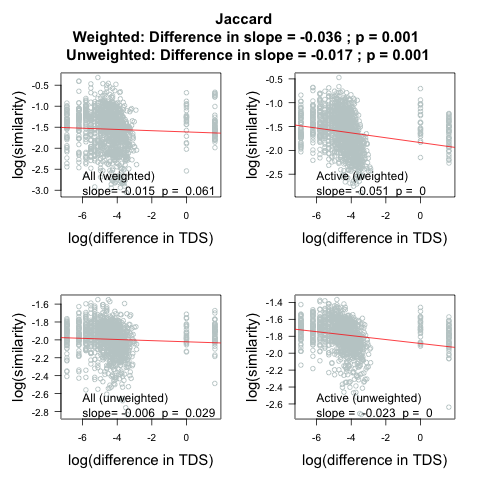 Jaccard
Weighted: Difference in slope = -0.036 ; p = 0.001
Unweighted: Difference in slope = -0.017 ; p = 0.001
log(similarity)
-0.5
-1.0
-1.5
-2.0
-2.5
-3.0
All (weighted)
slope= -0.015 p = 0.061
-6 -4 -2 0
log(difference in TDS)
log(similarity)
-0.5
-1.0
-1.5
-2.0
-2.5
Active (weighted)
slope= -0.051 p = 0
-6 -4 -2 0
log(difference in TDS)
log(similarity)
-1.6
-1.8
-2.0
-2.2
-2.4
-2.6
-2.8
All (unweighted)
slope= -0.006 p = 0.029
-6 -4 -2 0
log(difference in TDS)
log(similarity)
-1.4
-1.6
-1.8
-2.0
-2.2
-2.4
-2.6
Active (unweighted)
slope = -0.023 p = 0
-6 -4 -2 0
log(difference in TDS)